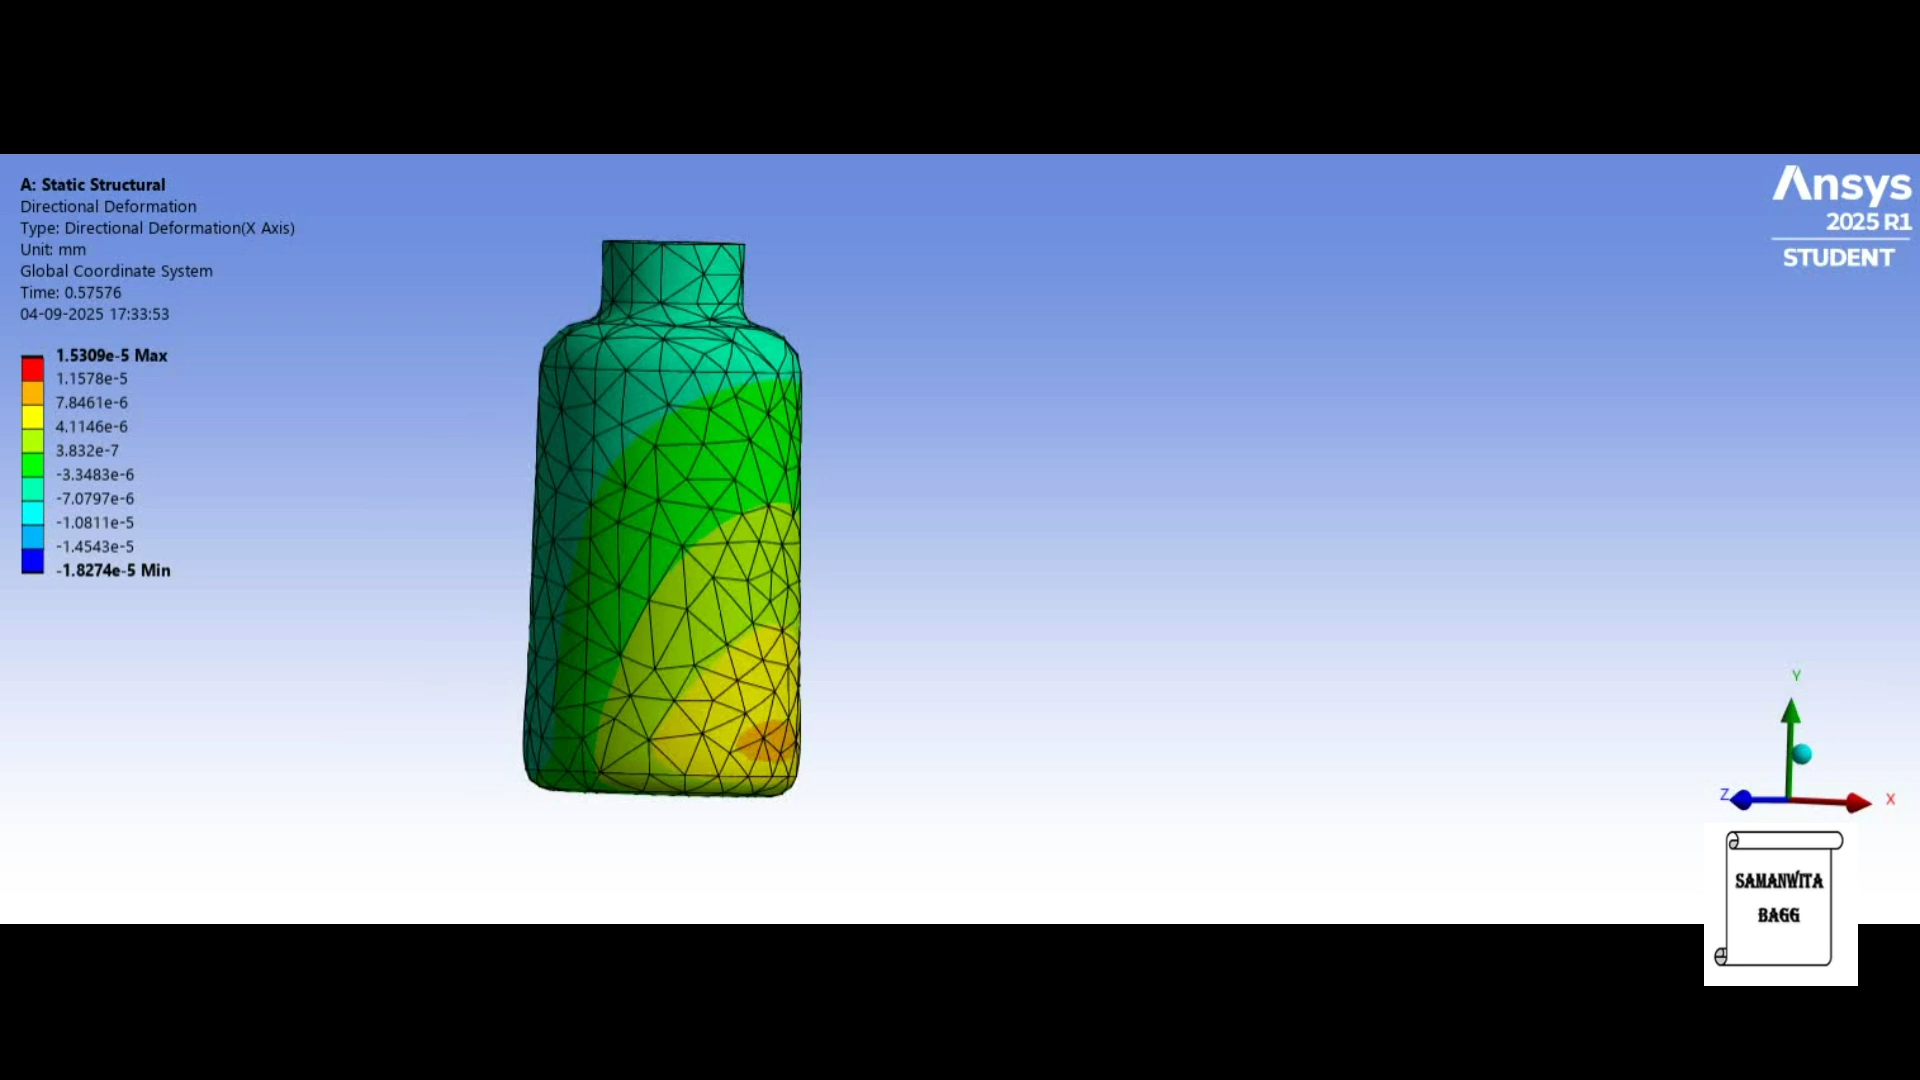 A: Static Structural
Directional Deformation
Type: Directional Deformation(X Axis)
Unit: mm
Global Coordinate System
Time: 0.57576
04-09-2025 17:33:53
1.5309e-5 Max
1.1578e-5
7.8461e-6
4.1146e-6
3.832e-7
-3.3483e-6
-7.0797e-6
-1.0811e-5
-1.4543e-5
-1.8274e-5 Min
Ansys
2025 R1
STUDENT
Y
Z
X
SAMANWITA
BAGG